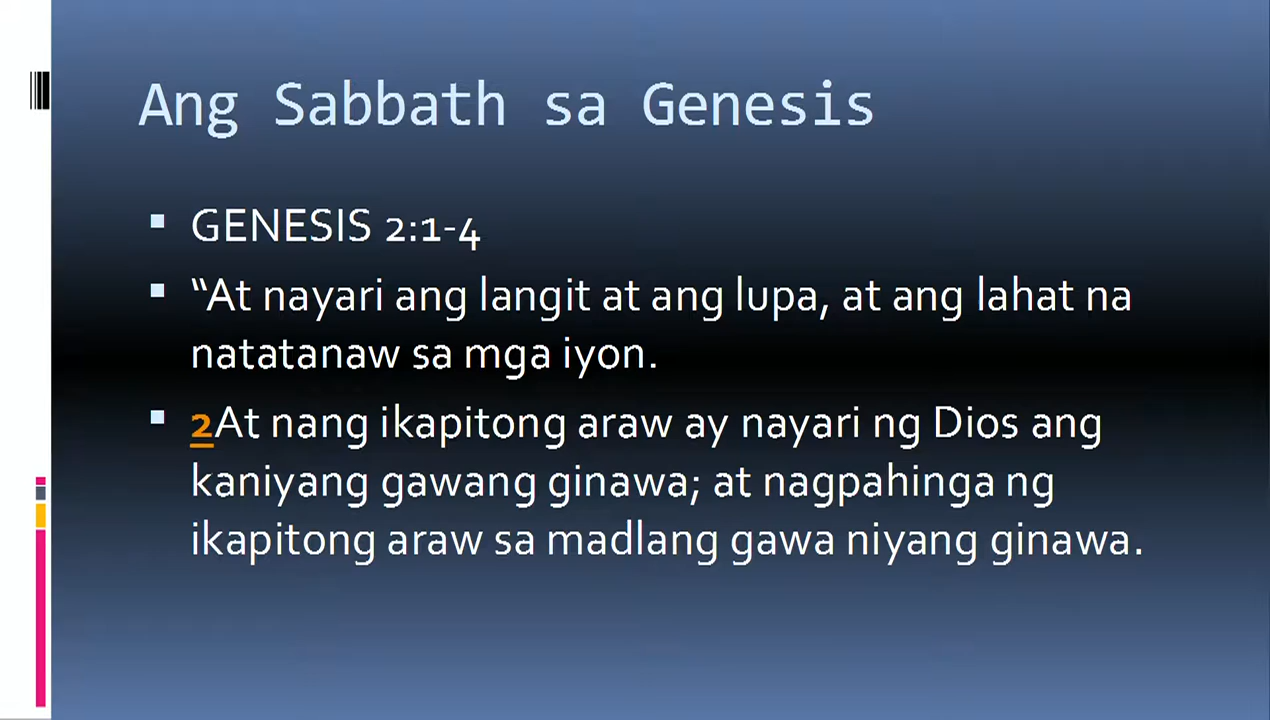 Ang Sabbath sa Genesis
GENESIS 2:1-4
“At nayari ang langit at ang lupa, at ang lahat na
natatanaw sa mga iyon.
2At nang ikapitong araw ay nayari ng Dios ang
kaniyang gawang ginawa; at nagpahinga ng
ikapitong araw sa madlang gawa niyang ginawa.